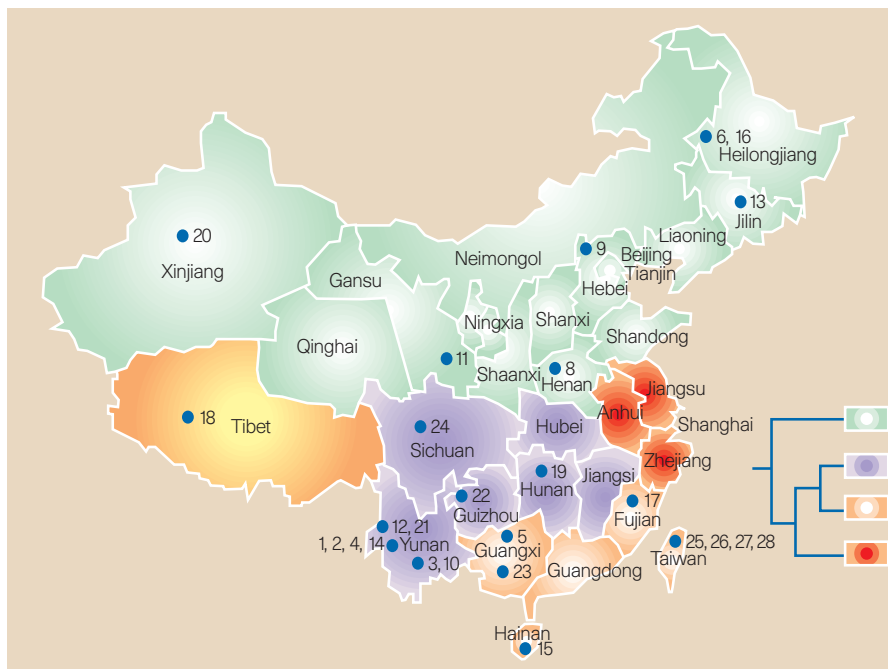 6, 16
Heilongjiang
13
Jilin
20
Xinjiang
9
Liaoning
Beijing
Tianjin
Neimongol
Gansu
Hebei
Ningxia
Shanxi
Shandong
Qinghai
11
Shaanxi
8
Henan
Jiangsu
Anhui
Shanghai
18
Tibet
24
Sichuan
Hubei
Zhejiang
19
Hunan
Jiangsi
22
Guizhou
17
Fujian
12, 21
1, 2, 4, 14
Yunan
3, 10
5
Guangxi
23
Guangdong
25, 26, 27, 28
Taiwan
Hainan
15